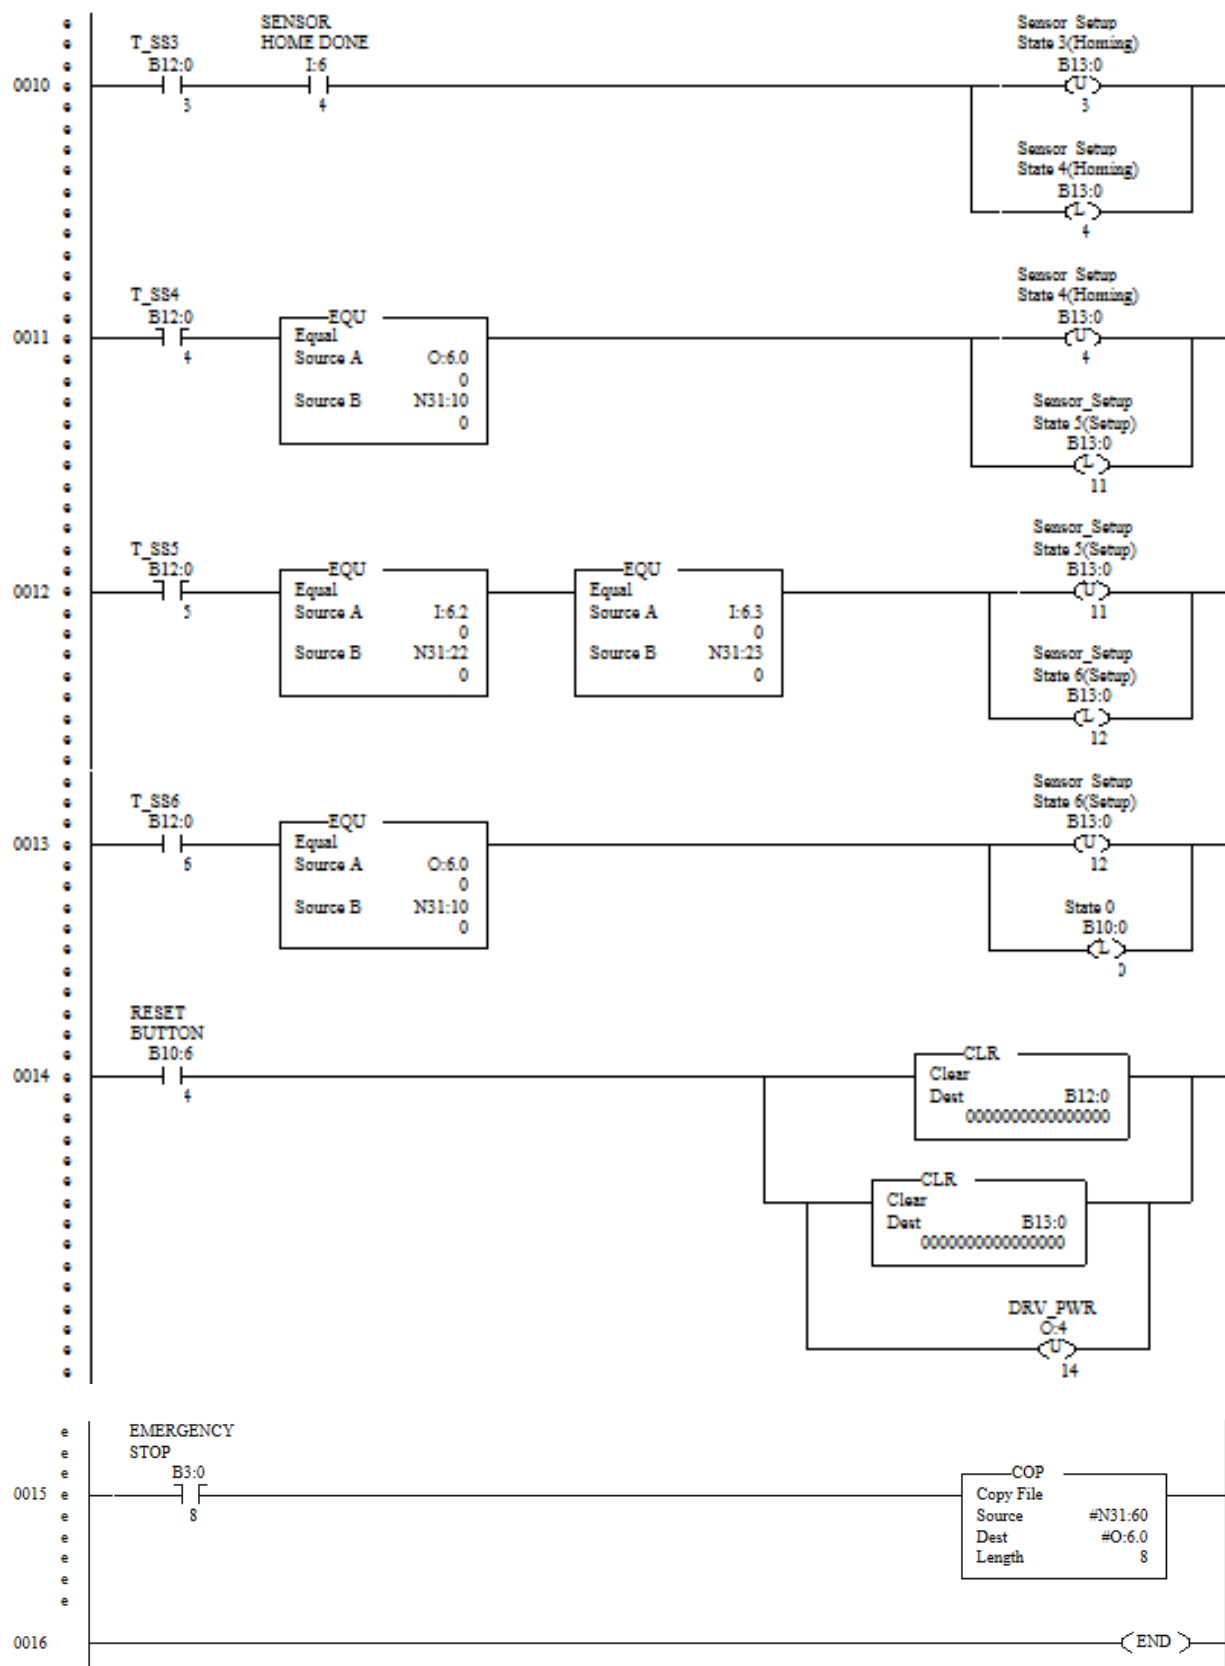 SENSOR
Sensor Setup
T_SS3
HOME DONE
State 3(Homing)
B12:0
I:6
B13:0
0010
U
3
4
3
Sensor Setup
State 4(Homing)
B13:0
L
4
Sensor Setup
T_SS4
State 4(Homing)
B12:0
EQU
B13:0
0011
Equal
U
4
Source A O:6.0
4
0
Source B N31:10
Sensor_Setup
0
State 5(Setup)
B13:0
L
11
Sensor_Setup
T_SS5
State 5(Setup)
B12:0
EQU
EQU
B13:0
0012
Equal
Equal
U
5
Source A I:6.2
Source A I:6.3
11
0
0
Source B N31:22
Source B N31:23
Sensor_Setup
0
0
State 6(Setup)
B13:0
L
12
Sensor Setup
T_SS6
State 6(Setup)
B12:0
EQU
B13:0
0013
Equal
U
6
Source A O:6.0
12
0
Source B N31:10
State 0
0
B10:0
L
0
RESET
BUTTON
B10:6
CLR
0014
Clear
4
Dest B12:0
0000000000000000
CLR
Clear
Dest B13:0
0000000000000000
DRV_PWR
O:4
U
14
EMERGENCY
STOP
B3:0
COP
0015
Copy File
8
Source #N31:60
Dest #O:6.0
Length 8
0016
END